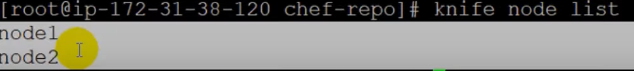 [root@ip-172-31-38-120 chef-repo]# knife node list
node1
node2